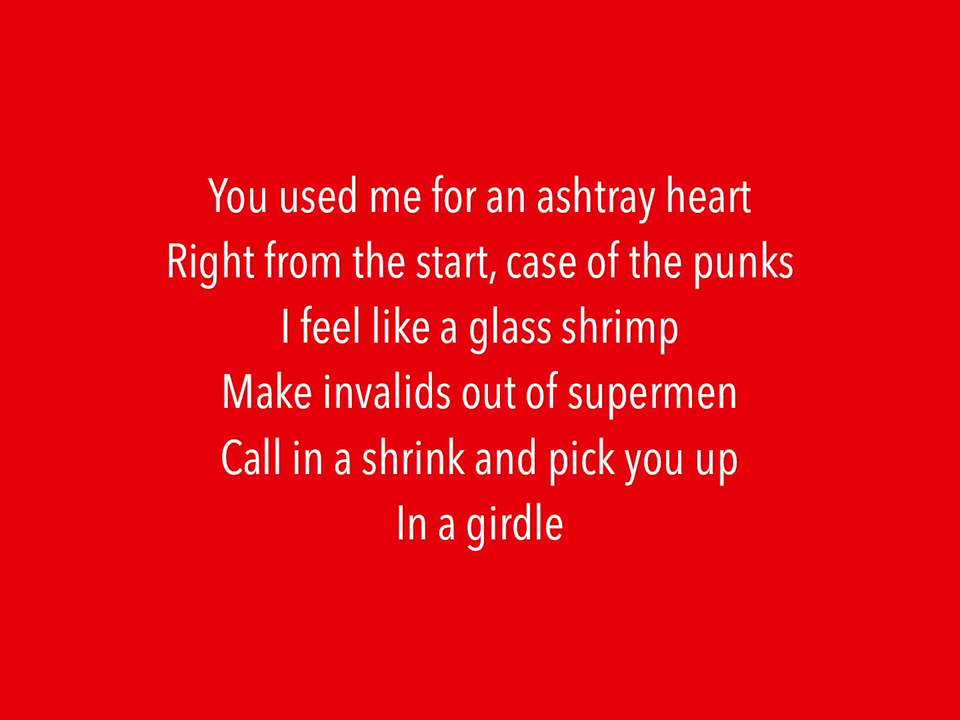 You used me for an ashtray heart
Right from the start, case of the punks
I feel like a glass shrimp
Make invalids out of supermen
Call in a shrink and pick you up
In a girdle